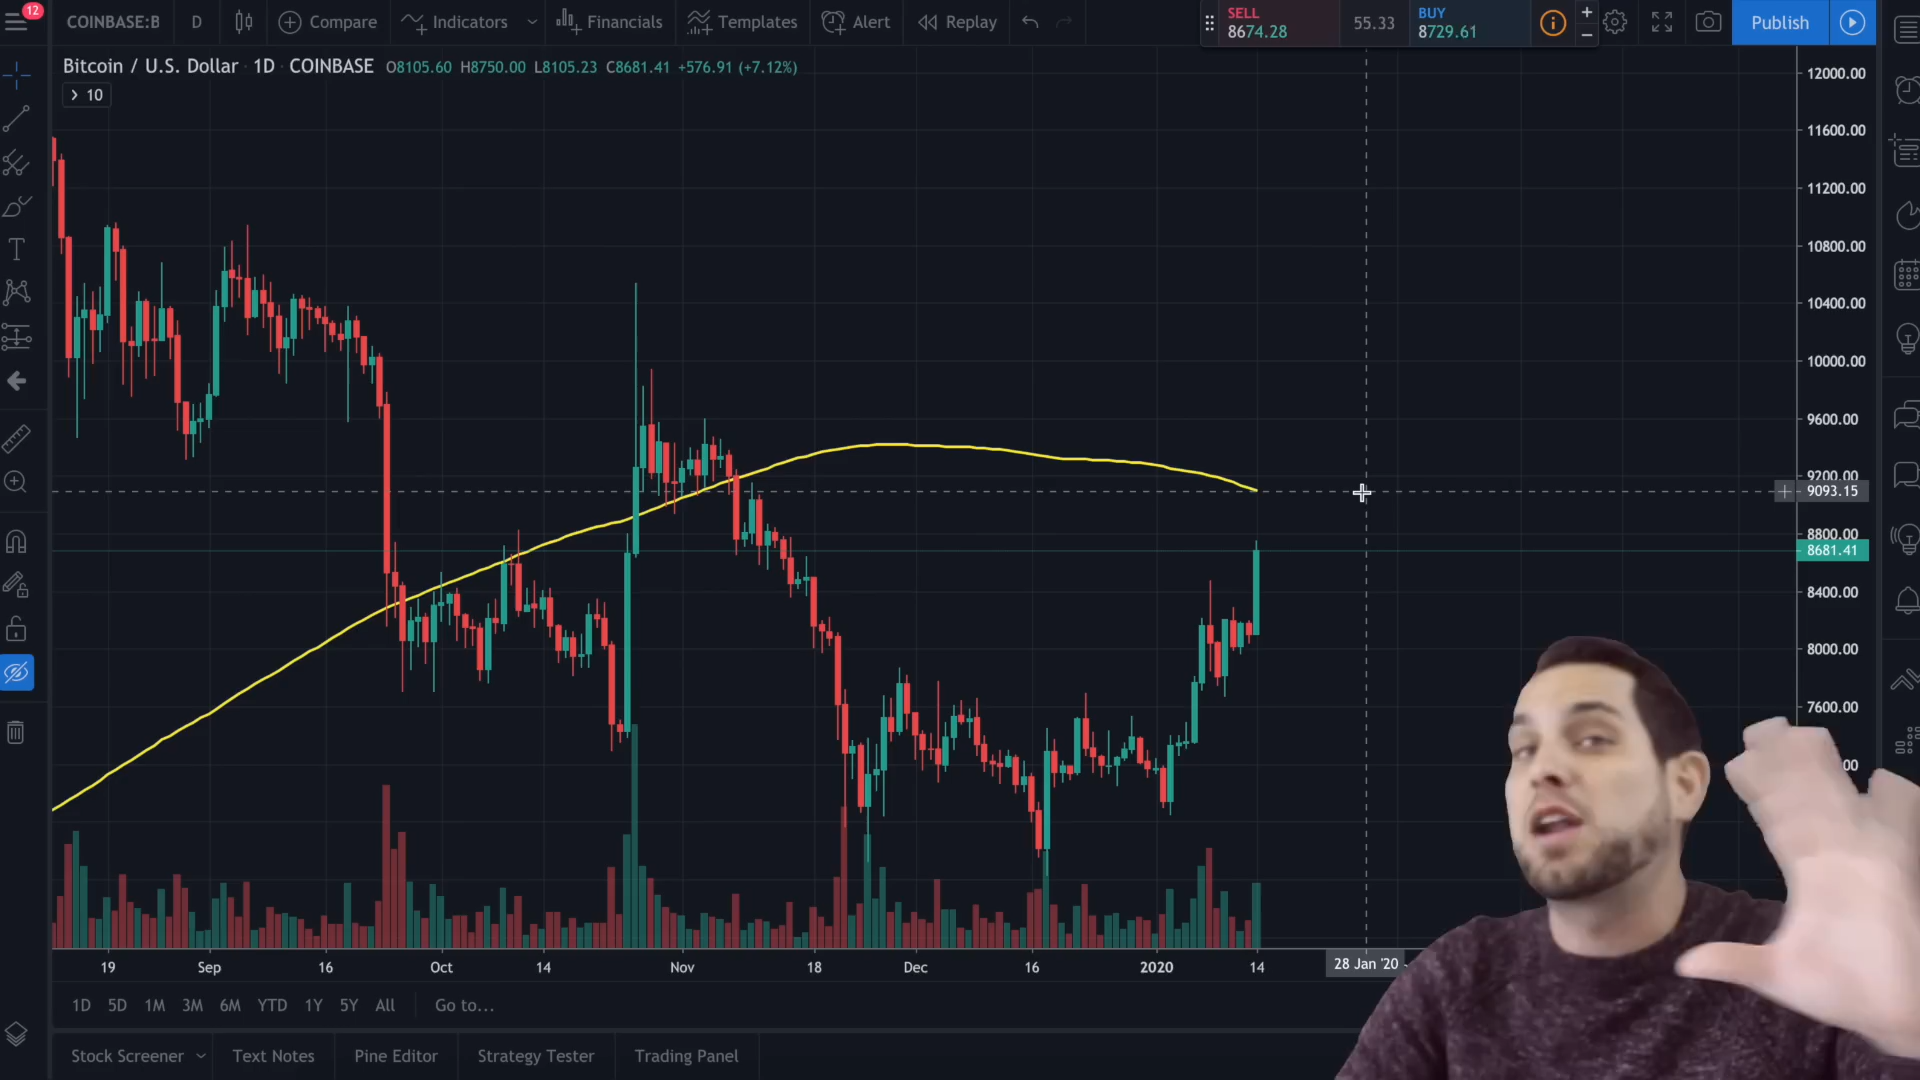 12
COINBASE:B D Compare Indicators Financials Templates Alert Replay
SELL
8674.28
55.33
BUY
8729.61
Publish
Bitcoin / U.S. Dollar · 1D · COINBASE O8105.60 H8750.00 L8105.23 C8681.41 +576.91 (+7.12%)
10
12000.00
11600.00
11200.00
10800.00
10400.00
10000.00
9600.00
9200.00
9093.15
8800.00
8681.41
8400.00
8000.00
7600.00
00
19 Sep 16 Oct 14 Nov 18 Dec 16 2020 14 28 Jan '20
1D 5D 1M 3M 6M YTD 1Y 5Y All Go to...
Stock Screener Text Notes Pine Editor Strategy Tester Trading Panel